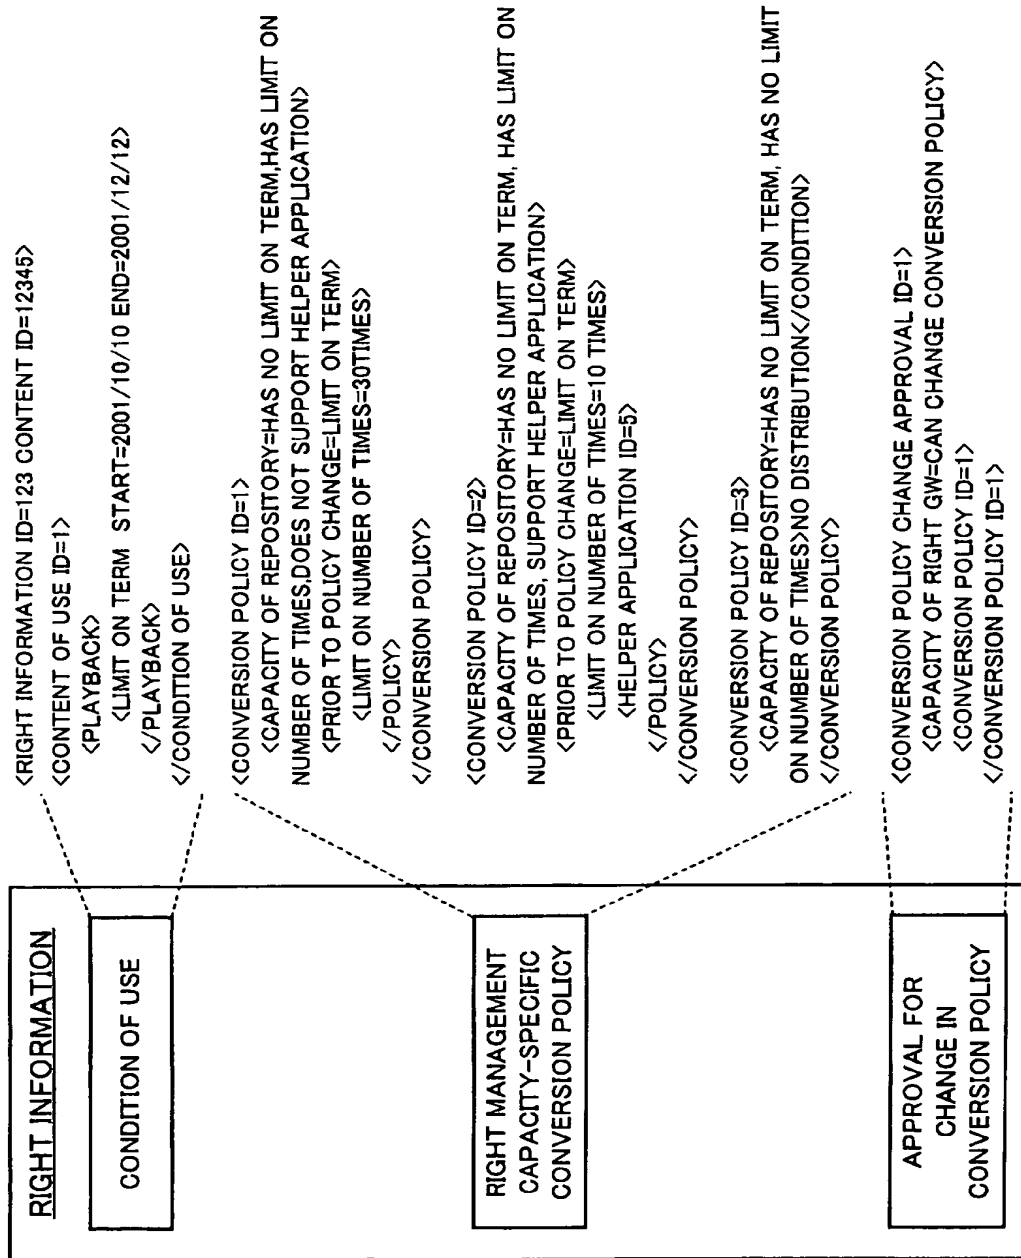 RIGHT INFORMATION
CONDITION OF USE
<RIGHT INFORMATION ID=123 CONTENT ID=12345>
<CONTENT OF USE ID=1>
<PLAYBACK>
<LIMIT ON TERM START=2001/10/10 END=2001/12/12>
</PLAYBACK>
</CONDITION OF USE>
RIGHT MANAGEMENT
CAPACITY-SPECIFIC
CONVERSION POLICY
<CONVERSION POLICY ID=1>
<CAPACITY OF REPOSITORY=HAS NO LIMIT ON TERM,HAS LIMIT ON
NUMBER OF TIMES,DOES NOT SUPPORT HELPER APPLICATION>
<PRIOR TO POLICY CHANGE=LIMIT ON TERM>
<LIMIT ON NUMBER OF TIMES=30TIMES>
</POLICY>
</CONVERSION POLICY>
<CONVERSION POLICY ID=2>
<CAPACITY OF REPOSITORY=HAS NO LIMIT ON TERM, HAS LIMIT ON
NUMBER OF TIMES, SUPPORT HELPER APPLICATION>
<PRIOR TO POLICY CHANGE=LIMIT ON TERM>
<LIMIT ON NUMBER OF TIMES=10 TIMES>
<HELPER APPLICATION ID=5>
</POLICY>
</CONVERSION POLICY>
<CONVERSION POLICY ID=3>
<CAPACITY OF REPOSITORY=HAS NO LIMIT ON TERM, HAS NO LIMIT
ON NUMBER OF TIMES>NO DISTRIBUTION</CONDITION>
</CONVERSION POLICY>
APPROVAL FOR
CHANGE IN
CONVERSION POLICY
<CONVERSION POLICY CHANGE APPROVAL ID=1>
<CAPACITY OF RIGHT GW=CAN CHANGE CONVERSION POLICY>
<CONVERSION POLICY ID=1>
</CONVERSION POLICY ID=1>